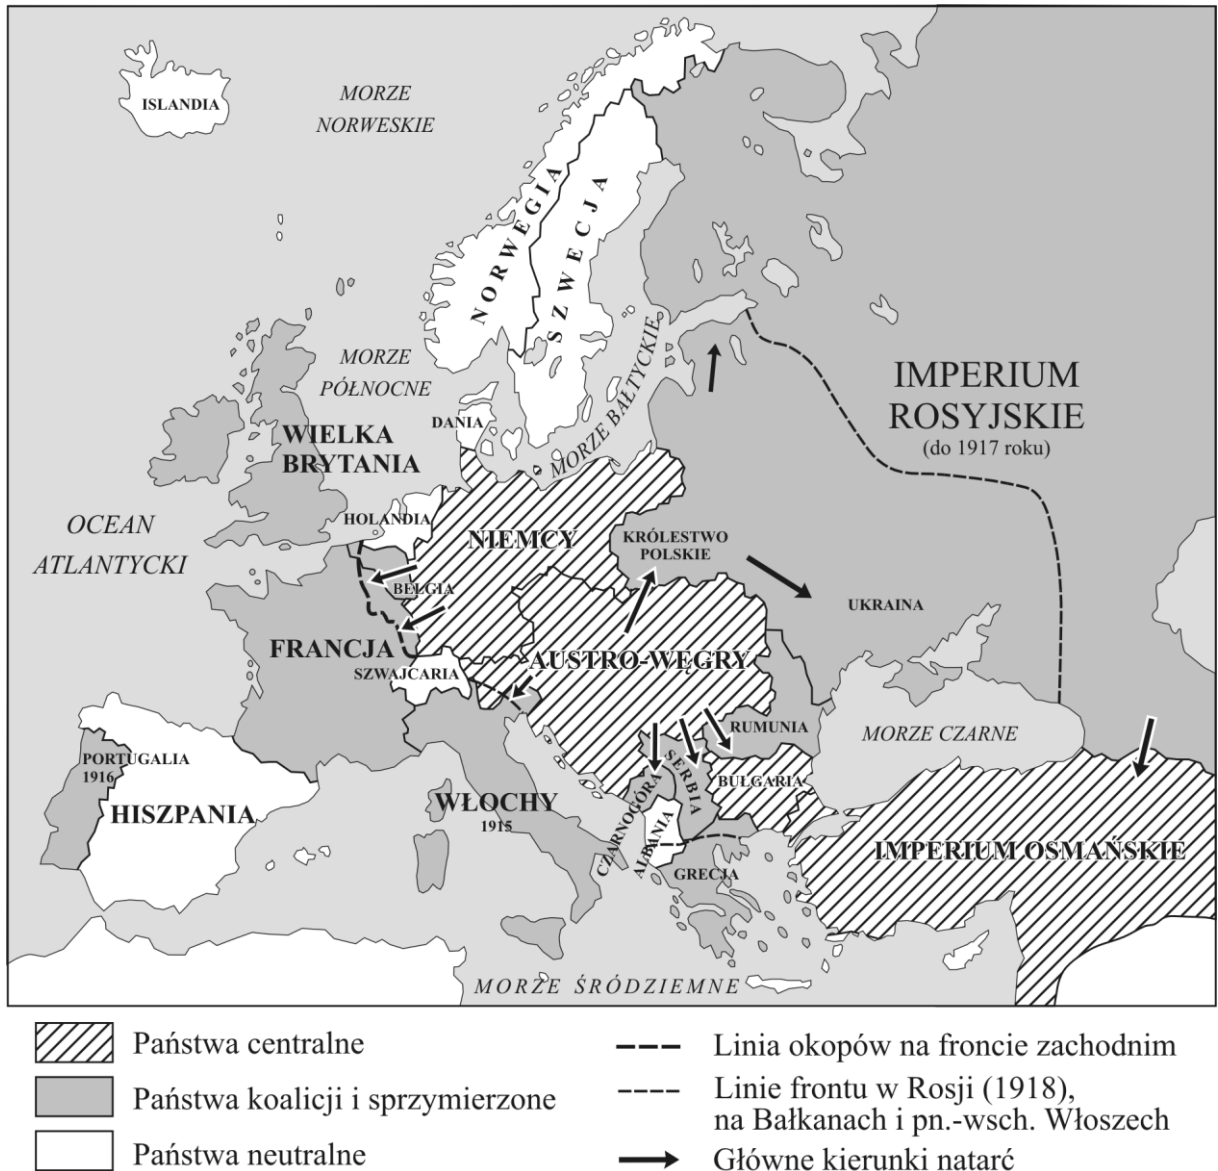 ISLANDIA
MORZE
NORWESKIE
NORWEGIA
SZWECJA
MORZE
PÓŁNOCNE
DANIA
MORZE BAŁTYCKIE
IMPERIUM
ROSYJSKIE
(do 1917 roku)
WIELKA
BRYTANIA
OCEAN
ATLANTYCKI
HOLANDIA
NIEMCY
KRÓLESTWO
POLSKIE
BELGIA
UKRAINA
FRANCJA
SZWAJCARIA
AUSTRO-WĘGRY
RUMUNIA
MORZE CZARNE
PORTUGALIA
1916
HISZPANIA
WŁOCHY
1915
CZARNOGÓRA
SERBIA
BUŁGARIA
ALBANIA
GRECJA
IMPERIUM OSMAŃSKIE
MORZE ŚRÓDZIEMNE
Państwa centralne
Państwa koalicji i sprzymierzone
Państwa neutralne
Linia okopów na froncie zachodnim
Linie frontu w Rosji (1918),
na Bałkanach i pn.-wsch. Włoszech
Główne kierunki natarć